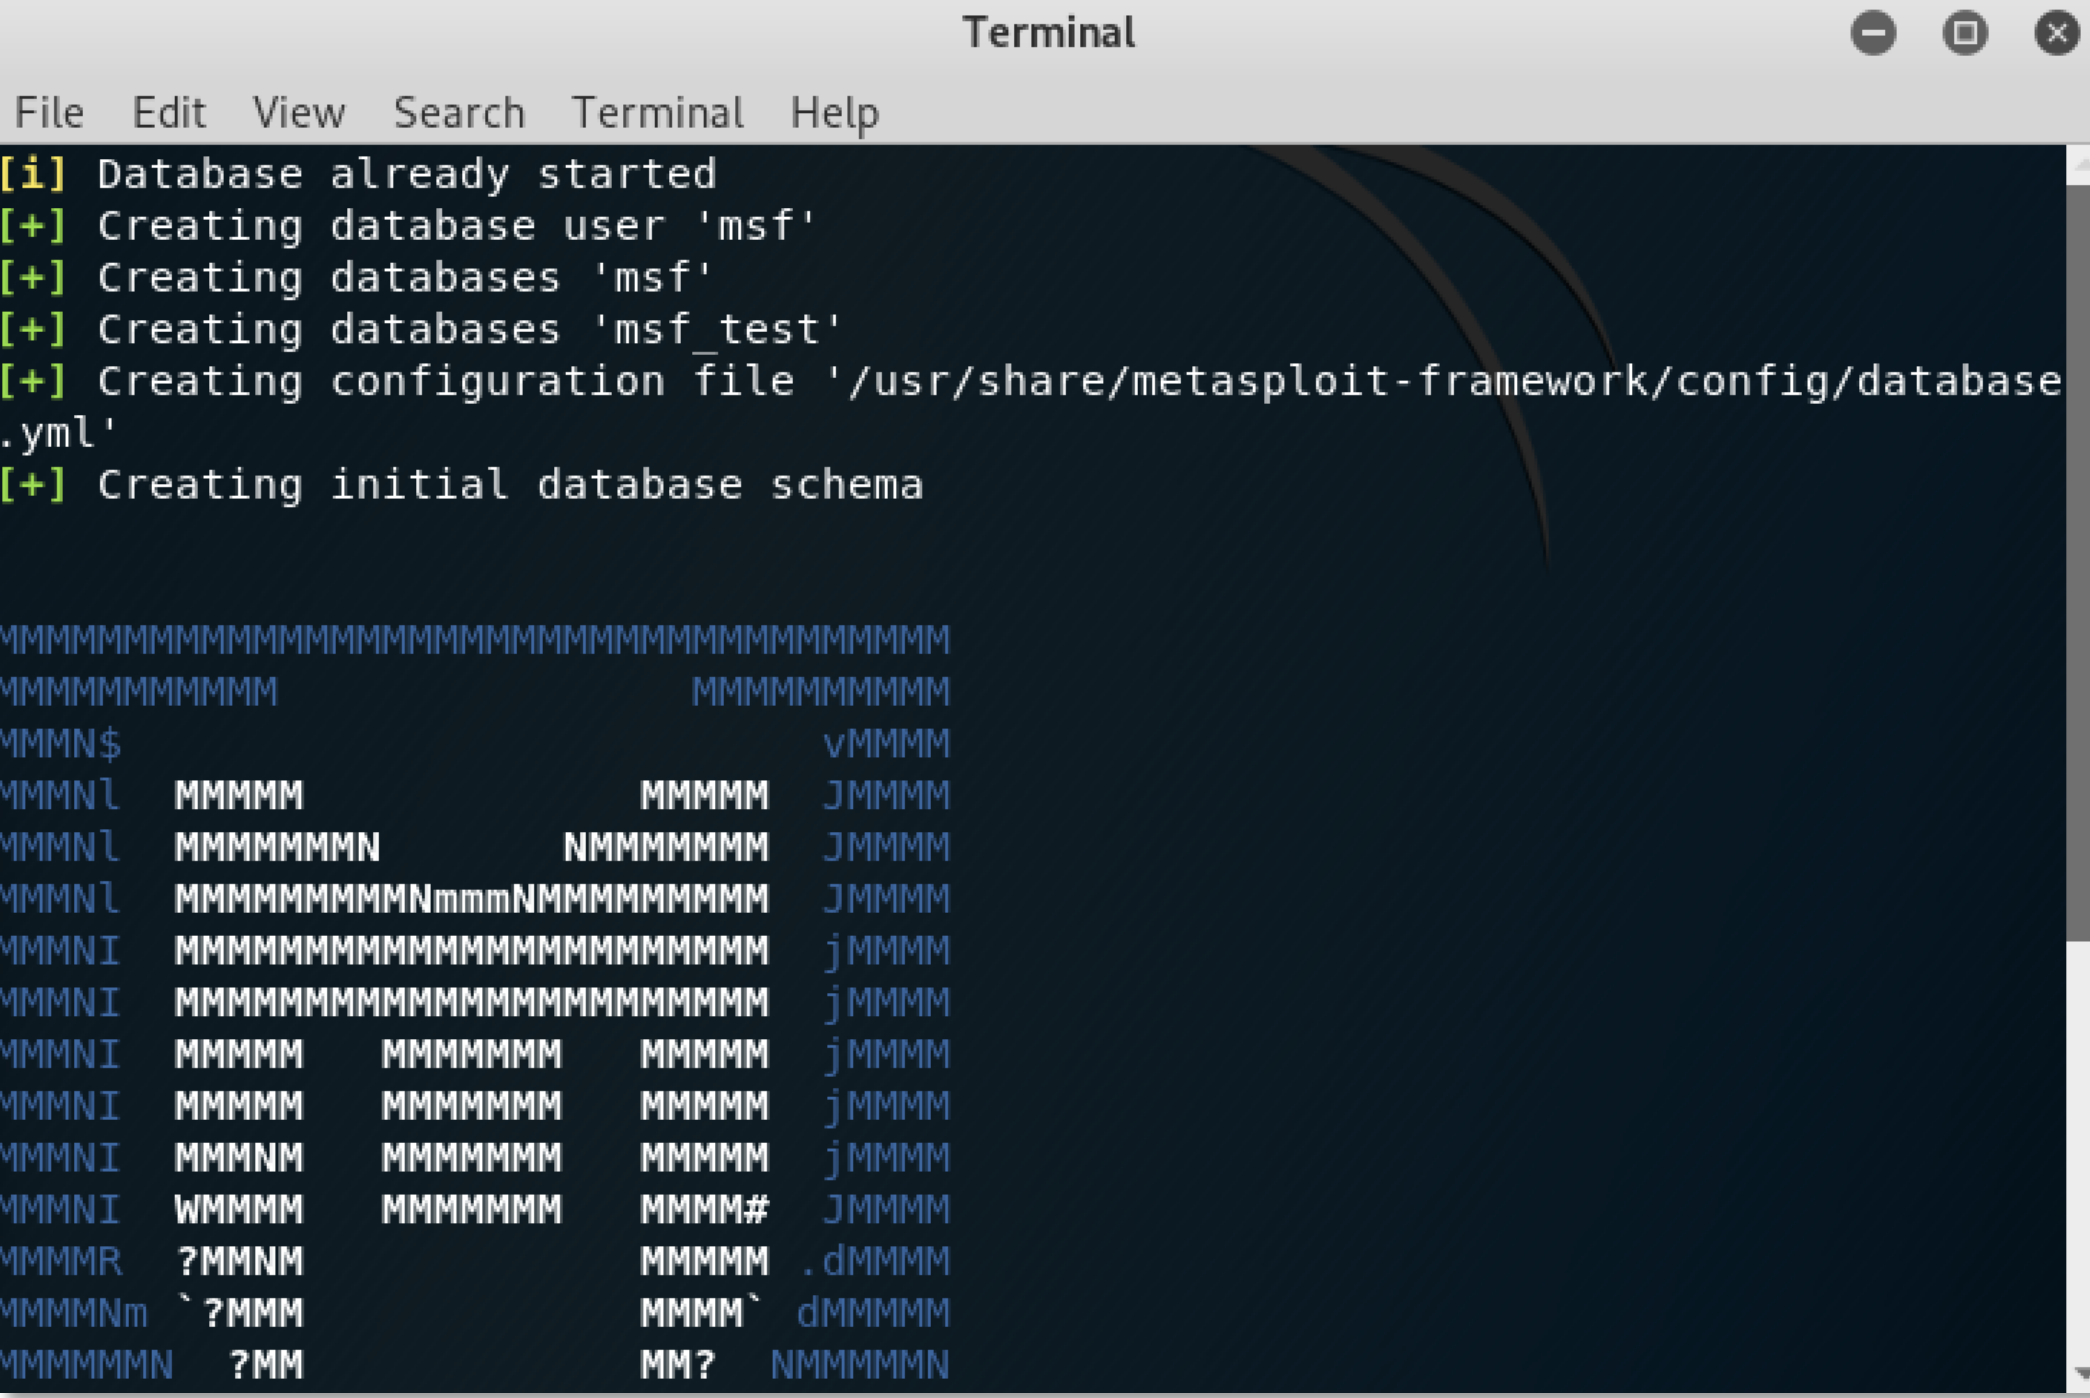 Terminal
File Edit View Search Terminal Help
[i] Database already started
[+] Creating database user 'msf'
[+] Creating databases 'msf'
[+] Creating databases 'msf_test'
[+] Creating configuration file '/usr/share/metasploit-framework/config/database
.yml'
[+] Creating initial database schema
MMMMMMMMMMMMMMMMMMMMMMMMMMMMMMMMMMMMM
MMMMMMMMMMM                MMMMMMMMMM
MMMN$                           vMMMM
MMMNl  MMMMM             MMMMM  JMMMM
MMMNl  MMMMMMMN       NMMMMMMM  JMMMM
MMMNl  MMMMMMMMMNmmmNMMMMMMMMM  JMMMM
MMMNI  MMMMMMMMMMMMMMMMMMMMMMM  jMMMM
MMMNI  MMMMMMMMMMMMMMMMMMMMMMM  jMMMM
MMMNI  MMMMM   MMMMMMM   MMMMM  jMMMM
MMMNI  MMMMM   MMMMMMM   MMMMM  jMMMM
MMMNI  MMMNM   MMMMMMM   MMMMM  jMMMM
MMMNI  WMMMM   MMMMMMM   MMMM#  JMMMM
MMMMR  ?MMNM             MMMMM .dMMMM
MMMMNm `?MMM             MMMM` dMMMMM
MMMMMMN  ?MM             MM?  NMMMMMN